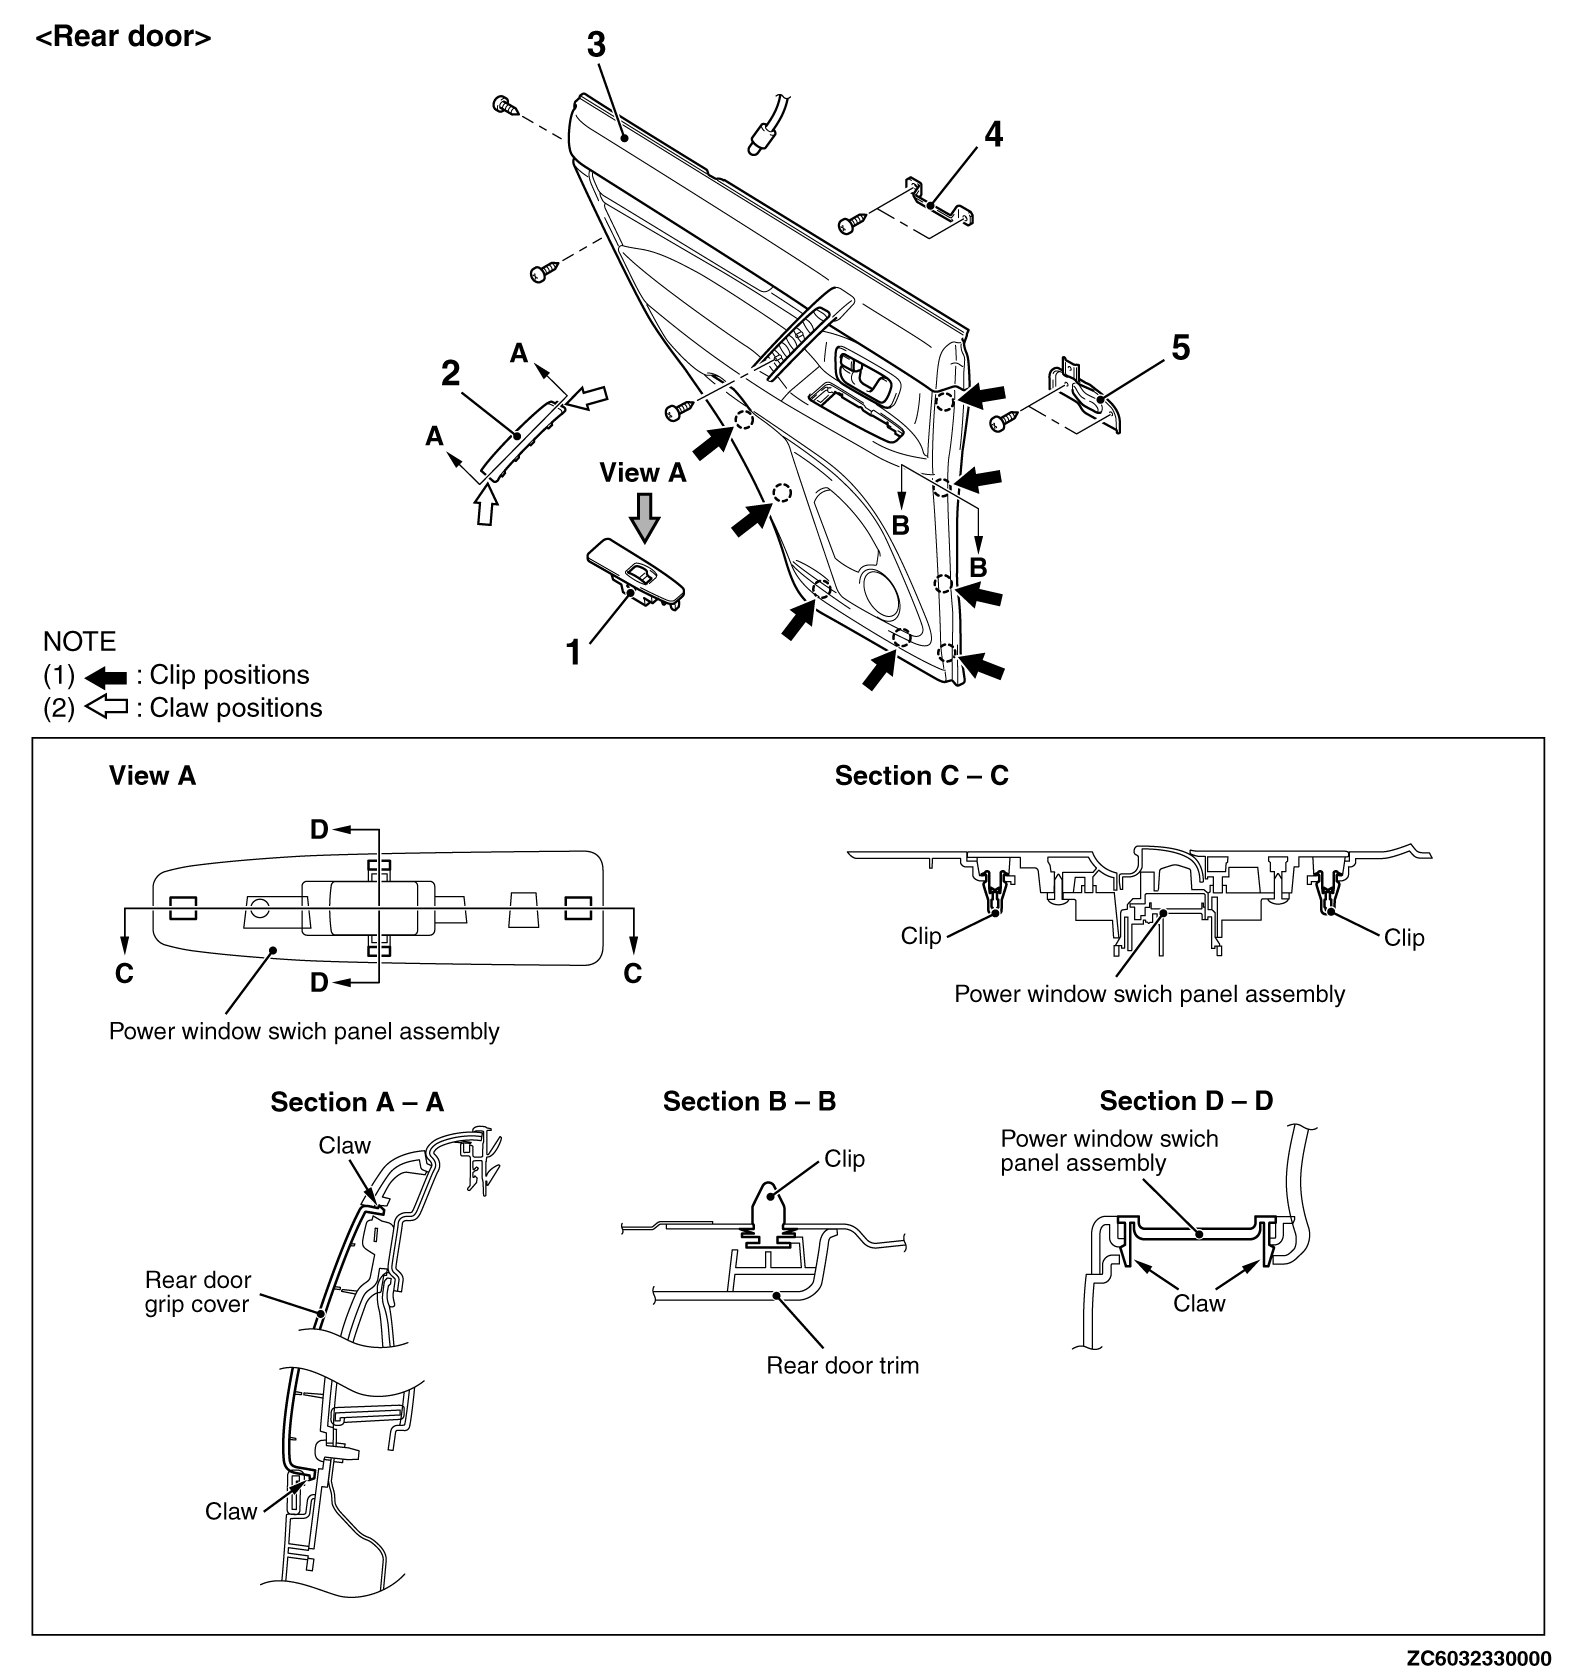 <Rear door>
3
4
5
2
A
A
View A
B
B
1
NOTE
(1) : Clip positions
(2) : Claw positions
View A
Section C – C
D
D
C
C
Power window swich panel assembly
Clip
Clip
Power window swich panel assembly
Section A – A
Section B – B
Section D – D
Claw
Rear door
grip cover
Claw
Clip
Rear door trim
Power window swich
panel assembly
Claw
ZC6032330000